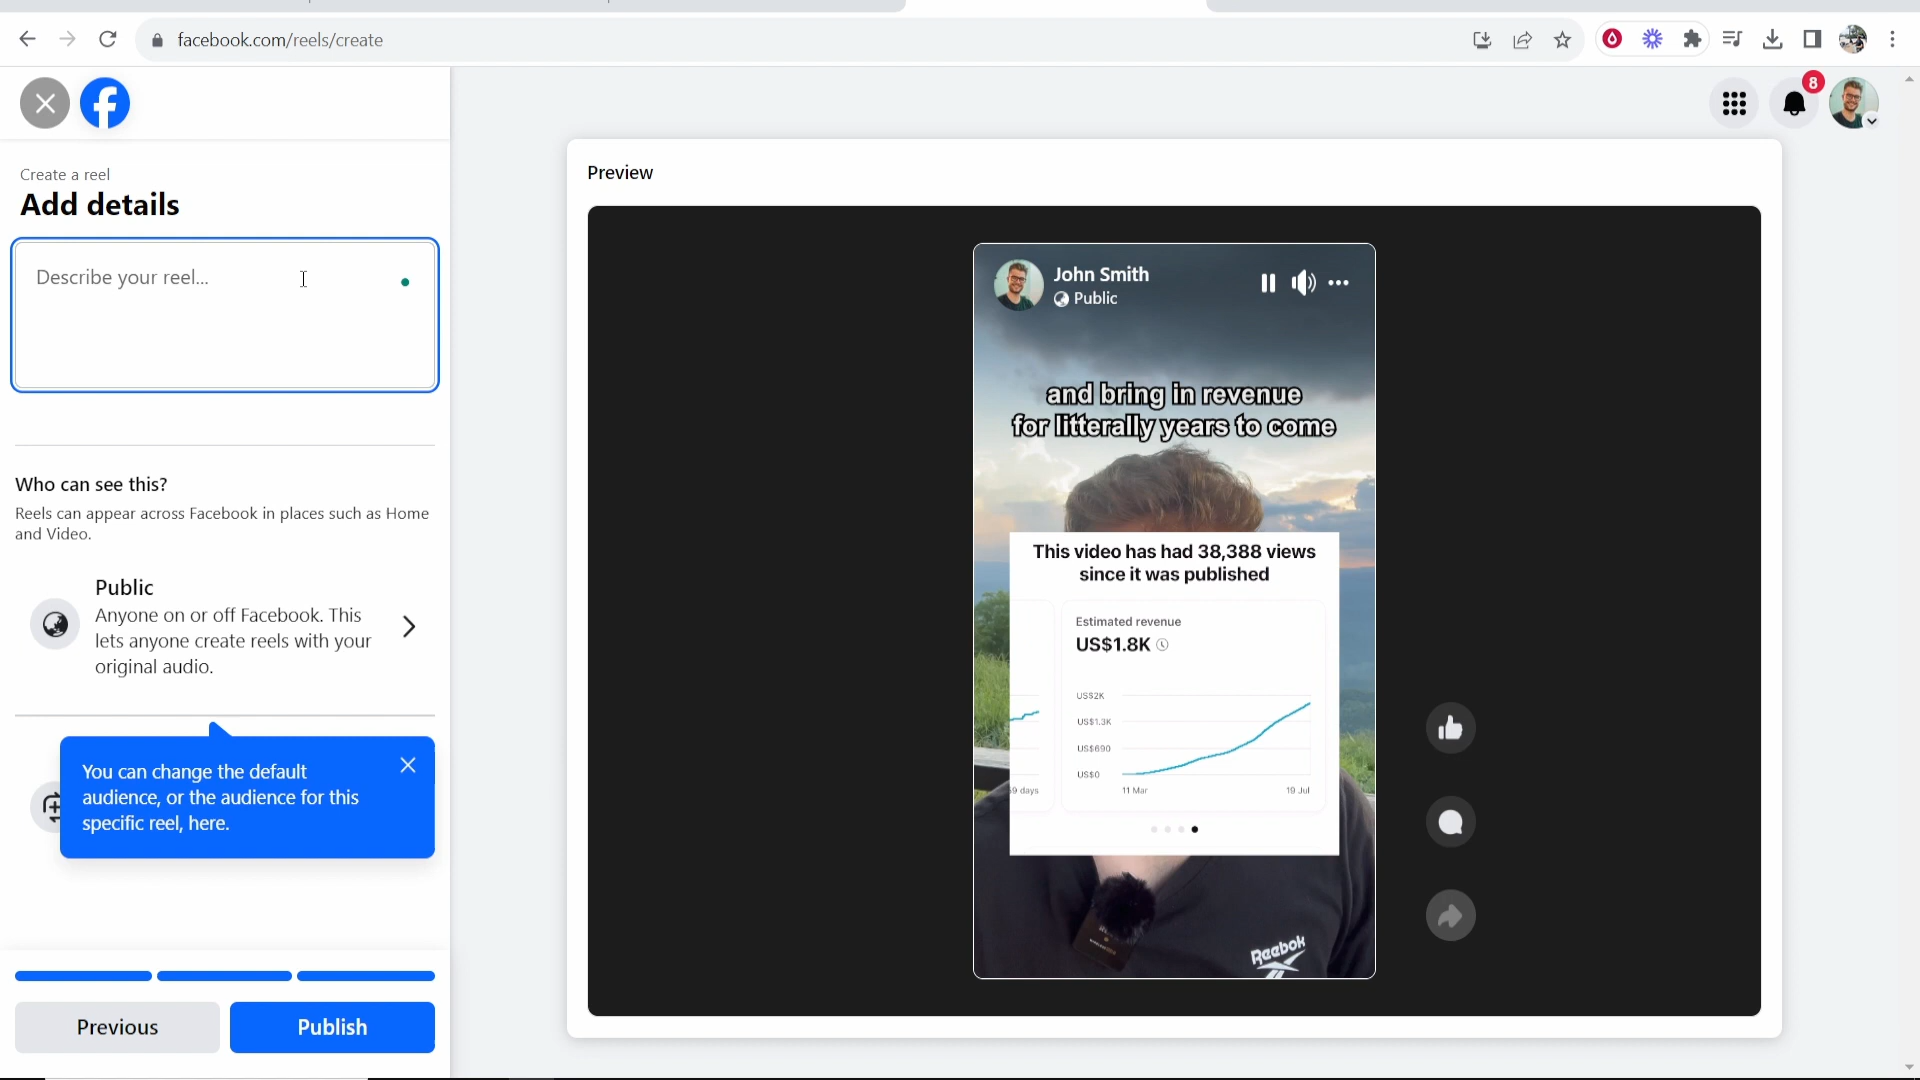 facebook.com/reels/create
8
Create a reel
Add details
Describe your reel...
Who can see this?
Reels can appear across Facebook in places such as Home
and Video.
Public
Anyone on or off Facebook. This
lets anyone create reels with your
original audio.
You can change the default
audience, or the audience for this
specific reel, here.
Previous
Publish
Preview
John Smith
Public
and bring in revenue
for litterally years to come
This video has had 38,388 views
since it was published
Estimated revenue
US$1.8K
US$2K
US$1.3K
US$690
US$0
days
11 Mar
19 Jul
Reebok